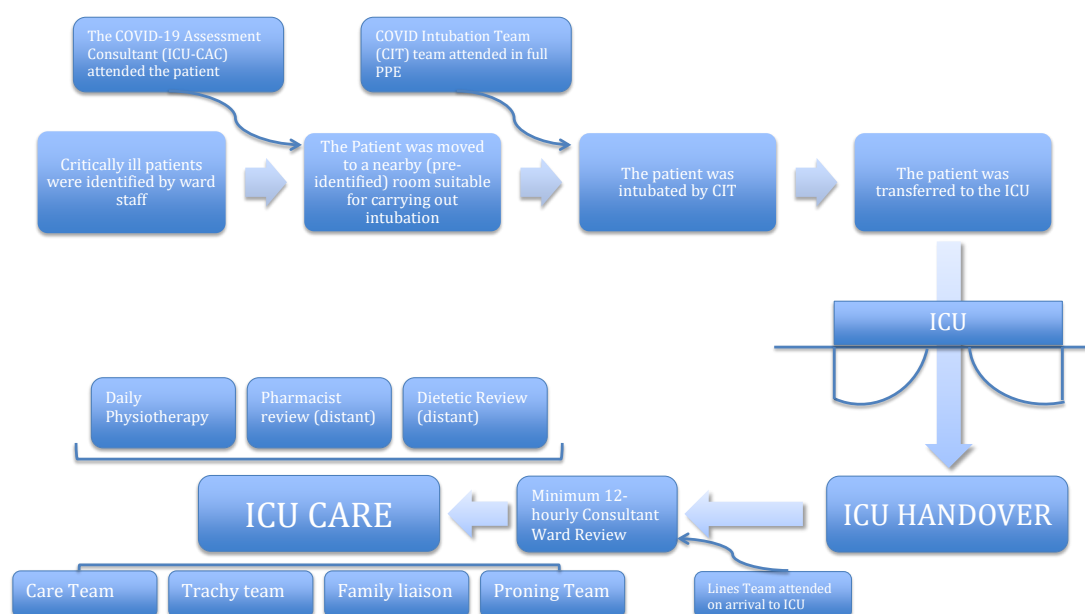 The COVID-19 Assessment
Consultant (ICU-CAC)
attended the patient
COVID Intubation Team
(CIT) team attended in full
PPE
Critically ill patients
were identified by ward
staff
The Patient was moved
to a nearby (pre-
identified) room suitable
for carrying out
intubation
The patient was
intubated by CIT
The patient was
transferred to the ICU
ICU
Daily
Physiotherapy
Pharmacist
review (distant)
Dietetic Review
(distant)
ICU CARE
Minimum 12-
hourly Consultant
Ward Review
ICU HANDOVER
Care Team
Trachy team
Family liaison
Proning Team
Lines Team attended
on arrival to ICU